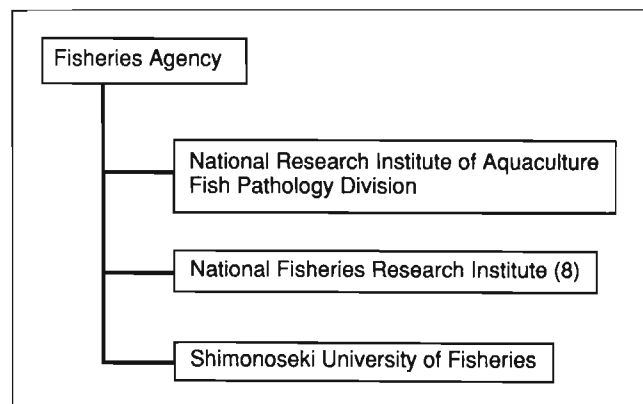 Fisheries Agency
National Research Institute of Aquaculture
Fish Pathology Division
National Fisheries Research Institute (8)
Shimonoseki University of Fisheries